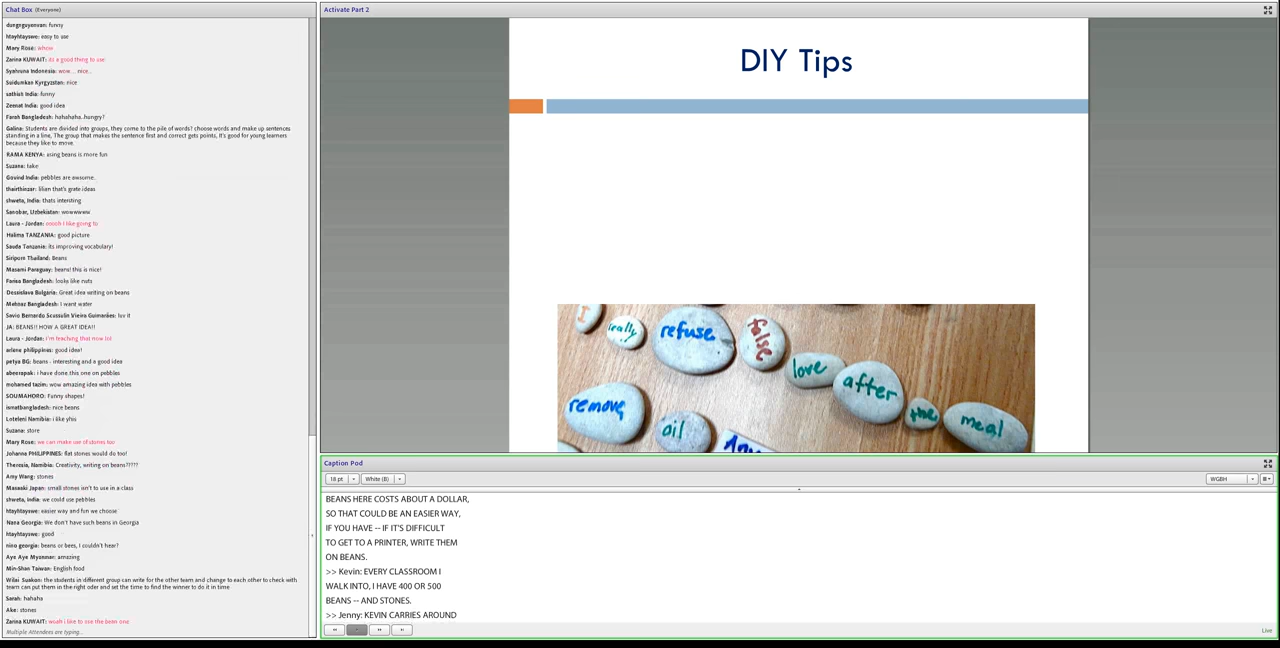 Chat Box (Everyone)
dungnguyenvan: funny
htayhtayswe: easy to use
Mary Rose: whow
Zarina KUWAIT: its a good thing to use
Syahruna Indonesia: wow.... nice..
Suidumkan Kyrgyzstan: nice
sathish India: funny
Zeenat India: good idea
Farah Bangladesh: hahahaha..hungry?
Galina: Students are divided into groups, they come to the pile of words? choose words and make up sentences
standing in a line, The group that makes the sentence first and correct gets points, it's good for young learners
because they like to move.
RAMA KENYA: using beans is more fun
Suzana: take
Govind India: pebbles are awsome..
theirthinzar: lilian that's grate ideas
shweta, India: thats intersting
Sanobar, Uzbekistan: wowwwww
Laura - Jordan: ooooh I like going to
Halima TANZANIA: good picture
Sauda Tanzania: its improving vocabulary!
Siriporn Thailand: Beans
Masami Paraguay: beans! this is nice!
Farisa Bangladesh: looks like nuts
Dessislava Bulgaria: Great idea writing on beans
Mehnaz Bangladesh: I want water
Savio Bernardo Scussulin Vieira Guimarães: luv it
JA: BEANS!! HOW A GREAT IDEA!!
Laura - Jordan: I'm teaching that now lol
arlene philippines: good idea!
petya BG: beans - interesting and a good idea
abeerapak: i have done this one on pebbles
mohamed tazim: wow amazing idea with pebbles
SOUMAHORO: Funny shapes!
ismatbangladesh: nice beans
Loteleni Namibia: i like yhis
Suzana: store
Mary Rose: we can make use of stones too
Johanna PHILIPPINES: flat stones would do too!
Theresia, Namibia: Creativity, writing on beans?????
Amy Wang: stones
Masaaki Japan: small stones isn't to use in a class
shweta, India: we could use pebbles
htayhtayswe: easier way and fun we choose
Nana Georgia: We don't have such beans in Georgia
htayhtayswe: good
nino georgia: beans or bees, I couldn't hear?
Aye Aye Myanmar: amazing
Min-Shan Taiwan: English food
Wilai Suakon: the students in different group can write for the other team and change to each other to check with
team can put them in the right oder and set the time to find the winner to do it in time
Sarah: hahaha
Ake: stones
Zarina KUWAIT: woah i like to use the bean one
Multiple Attendees are typing...
Activate Part 2
DIY Tips
I
really
refuse
false
love
after
the
meal
remove
oil
Caption Pod
18 pt
White (B)
WGBH
BEANS HERE COSTS ABOUT A DOLLAR,
SO THAT COULD BE AN EASIER WAY,
IF YOU HAVE -- IF IT'S DIFFICULT
TO GET TO A PRINTER, WRITE THEM
ON BEANS.
>> Kevin: EVERY CLASSROOM I
WALK INTO, I HAVE 400 OR 500
BEANS -- AND STONES.
>> Jenny: KEVIN CARRIES AROUND
Live